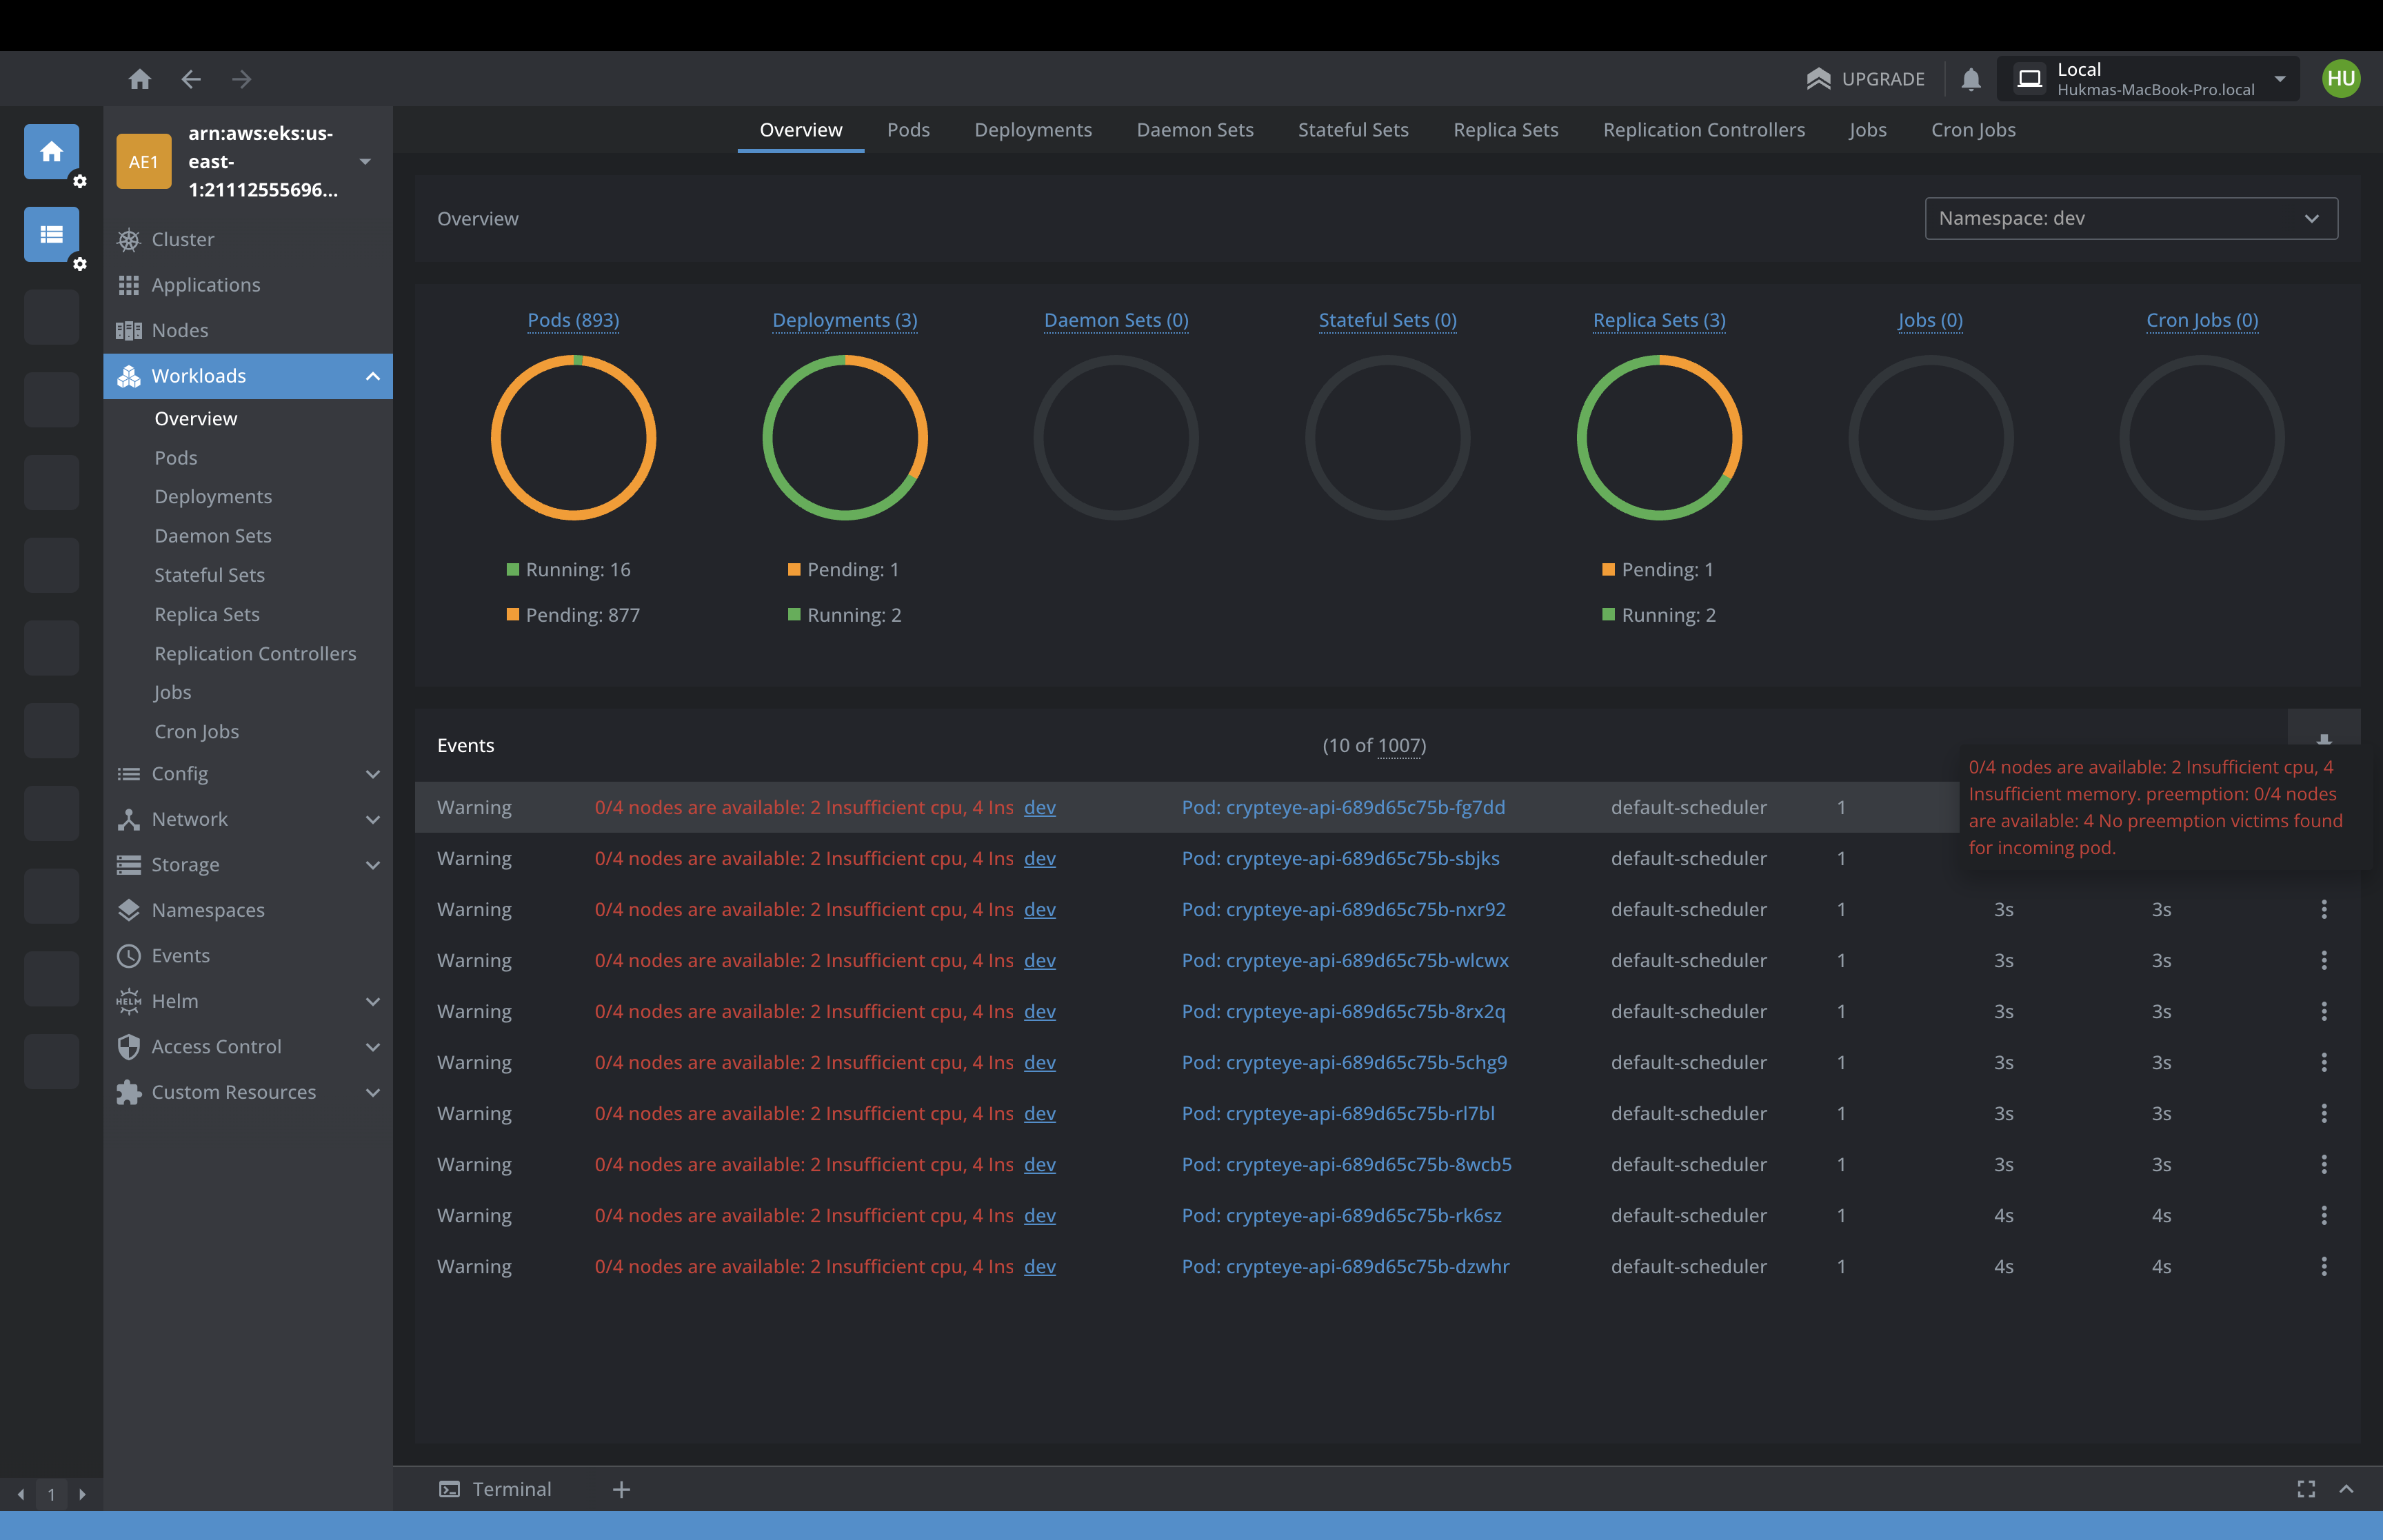 UPGRADE
Local
Hukmas-MacBook-Pro.local
HU
AE1
arn:aws:eks:us-
east-
1:21112555696...
Cluster
Applications
Nodes
Workloads
Overview
Pods
Deployments
Daemon Sets
Stateful Sets
Replica Sets
Replication Controllers
Jobs
Cron Jobs
Config
Network
Storage
Namespaces
Events
HELM Helm
Access Control
Custom Resources
1
Overview Pods Deployments Daemon Sets Stateful Sets Replica Sets Replication Controllers Jobs Cron Jobs
Overview Namespace: dev
Pods (893) Deployments (3) Daemon Sets (0) Stateful Sets (0) Replica Sets (3) Jobs (0) Cron Jobs (0)
Running: 16 Pending: 1 Pending: 1
Pending: 877 Running: 2 Running: 2
Events (10 of 1007)
0/4 nodes are available: 2 Insufficient cpu, 4
Insufficient memory. preemption: 0/4 nodes
are available: 4 No preemption victims found
for incoming pod.
Warning 0/4 nodes are available: 2 Insufficient cpu, 4 Ins dev Pod: crypteye-api-689d65c75b-fg7dd default-scheduler 1
Warning 0/4 nodes are available: 2 Insufficient cpu, 4 Ins dev Pod: crypteye-api-689d65c75b-sbjks default-scheduler 1
Warning 0/4 nodes are available: 2 Insufficient cpu, 4 Ins dev Pod: crypteye-api-689d65c75b-nxr92 default-scheduler 1 3s 3s
Warning 0/4 nodes are available: 2 Insufficient cpu, 4 Ins dev Pod: crypteye-api-689d65c75b-wlcwx default-scheduler 1 3s 3s
Warning 0/4 nodes are available: 2 Insufficient cpu, 4 Ins dev Pod: crypteye-api-689d65c75b-8rx2q default-scheduler 1 3s 3s
Warning 0/4 nodes are available: 2 Insufficient cpu, 4 Ins dev Pod: crypteye-api-689d65c75b-5chg9 default-scheduler 1 3s 3s
Warning 0/4 nodes are available: 2 Insufficient cpu, 4 Ins dev Pod: crypteye-api-689d65c75b-rl7bl default-scheduler 1 3s 3s
Warning 0/4 nodes are available: 2 Insufficient cpu, 4 Ins dev Pod: crypteye-api-689d65c75b-8wcb5 default-scheduler 1 3s 3s
Warning 0/4 nodes are available: 2 Insufficient cpu, 4 Ins dev Pod: crypteye-api-689d65c75b-rk6sz default-scheduler 1 4s 4s
Warning 0/4 nodes are available: 2 Insufficient cpu, 4 Ins dev Pod: crypteye-api-689d65c75b-dzwhr default-scheduler 1 4s 4s
Terminal